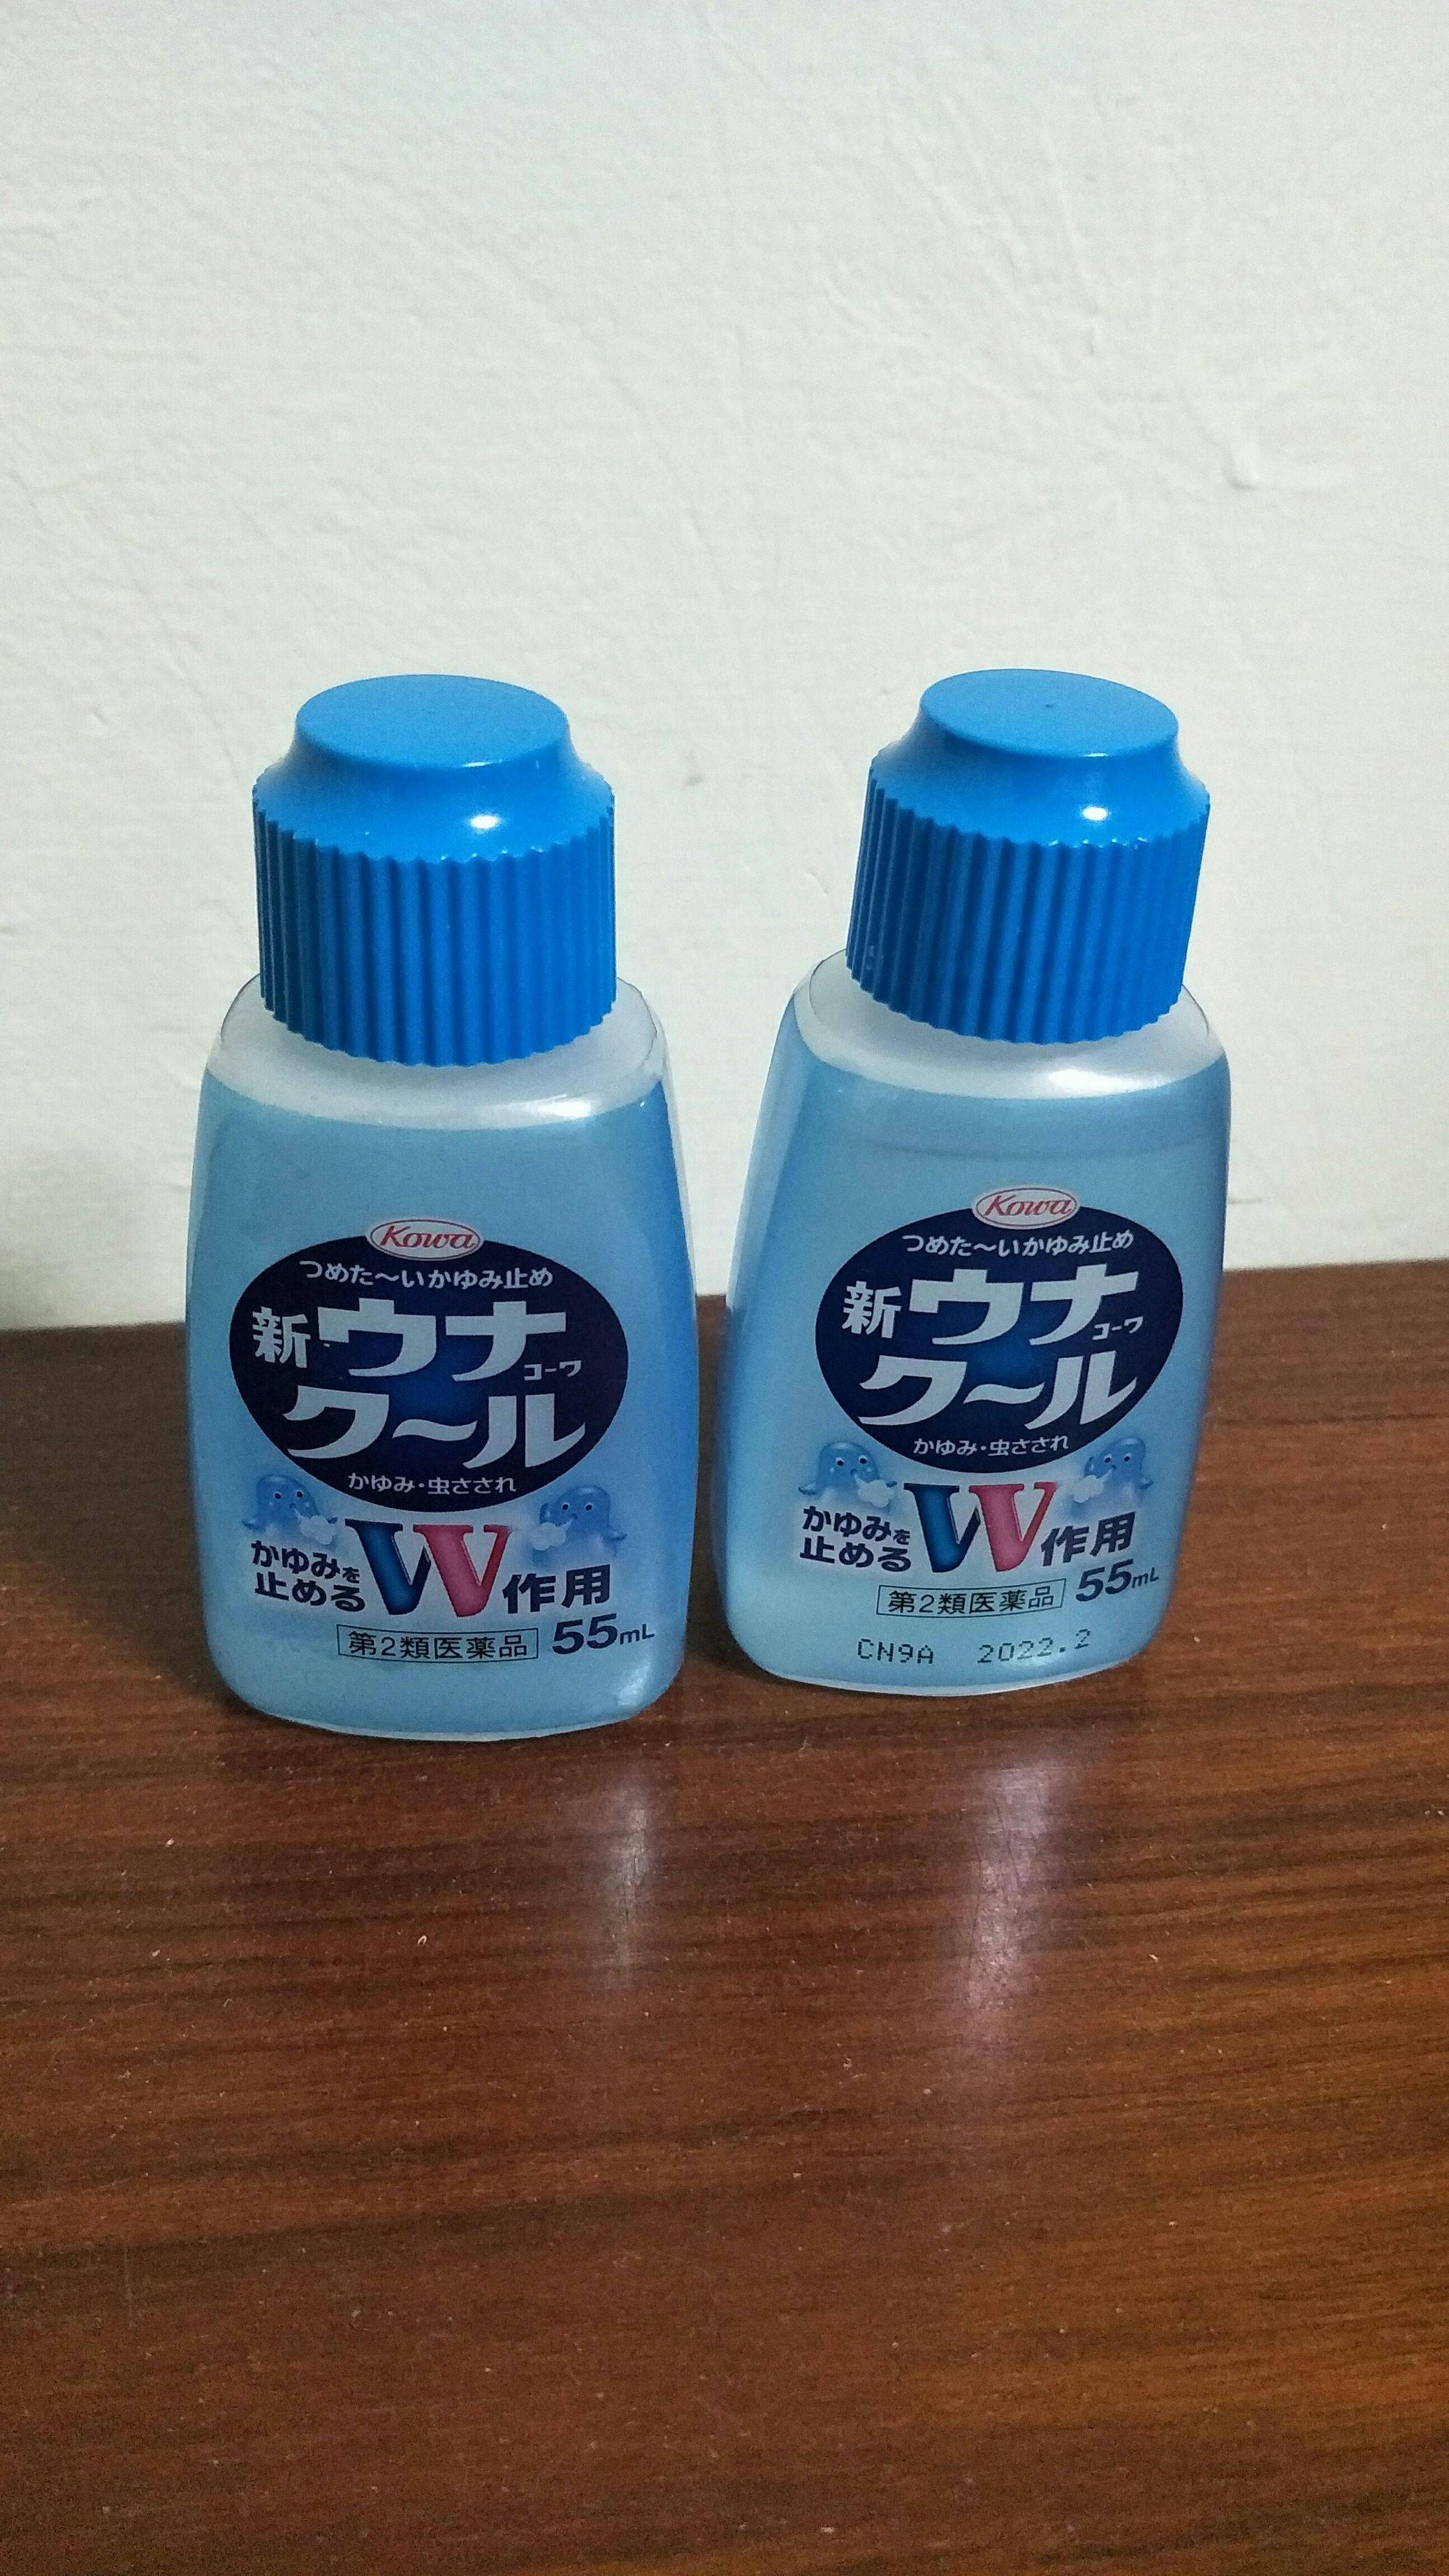 Kowa
つめた〜いかゆみ止め
新ウナ
コーワ
クール
かゆみ・虫さされ
かゆみを
止める
W作用
第2類医薬品 55mL
Kowa
つめた〜いかゆみ止め
新ウナ
コーワ
クール
かゆみ・虫さされ
かゆみを
止める
W作用
第2類医薬品 55mL
CN9A 2022.2